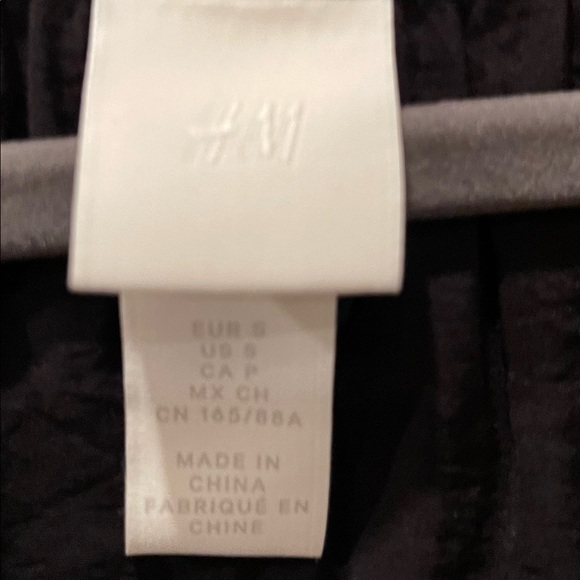 H&M
EUR S
US S
CA P
MX CH
CN 165/88A
MADE IN
CHINA
FABRIQUÉ EN
CHINE